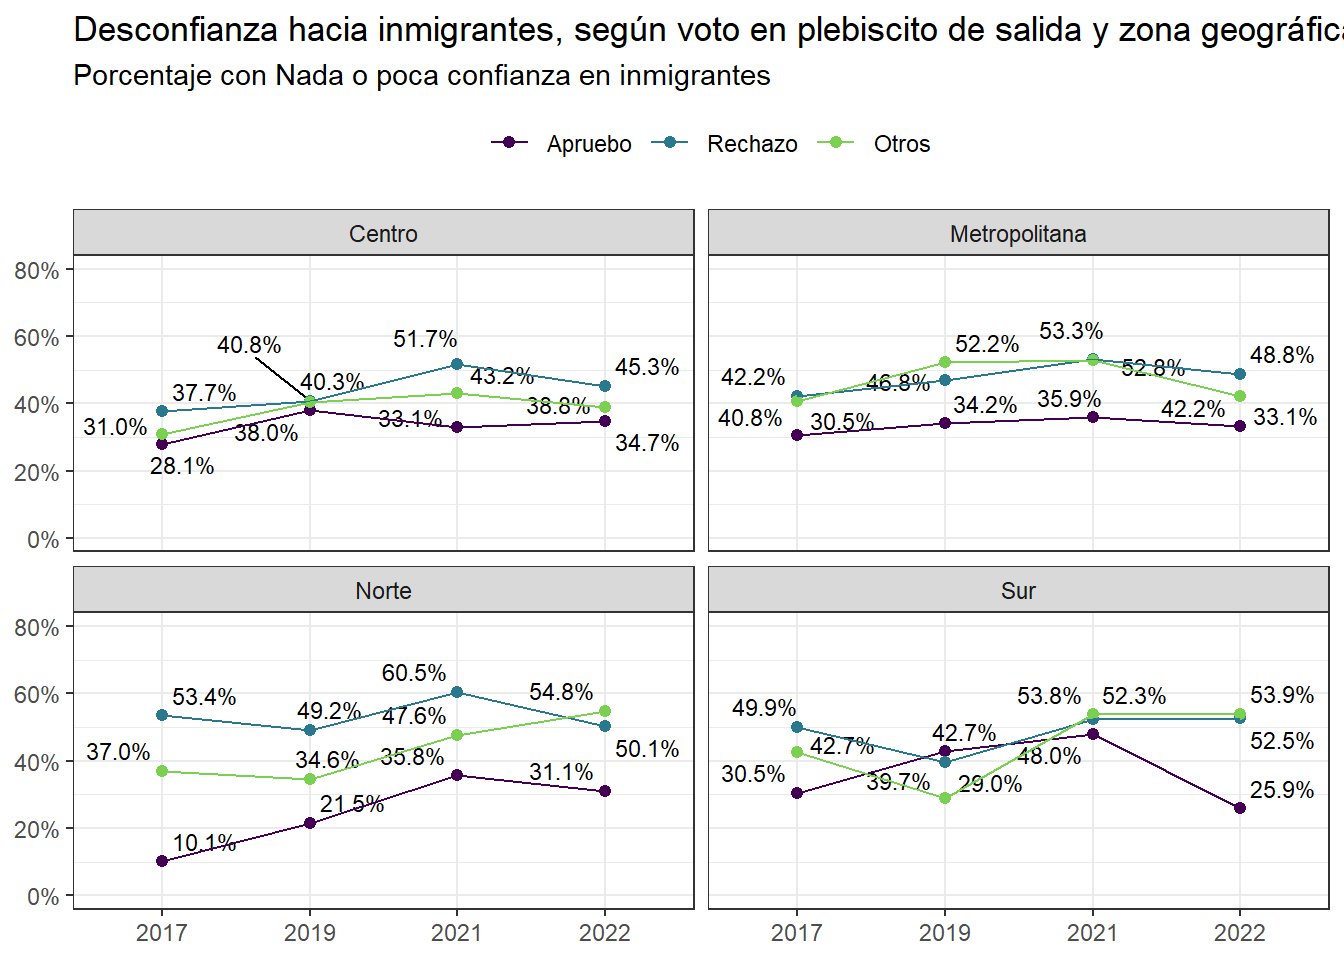 Desconfianza hacia inmigrantes, según voto en plebiscito de salida y zona geográfica
Porcentaje con Nada o poca confianza en inmigrantes
Apruebo Rechazo Otros
Centro Metropolitana
80%
60%
40%
20%
0%
40.8% 51.7% 45.3%
37.7% 40.3% 43.2%
31.0% 38.0% 33.1% 38.8%
28.1% 34.7%
53.3% 52.2% 48.8%
42.2% 46.8% 52.8%
40.8% 30.5% 34.2% 35.9% 42.2% 33.1%
Norte Sur
80%
60%
40%
20%
0%
60.5% 54.8%
53.4% 49.2% 47.6%
37.0% 34.6% 35.8% 50.1%
21.5% 31.1%
10.1%
49.9% 53.8% 52.3% 53.9%
42.7% 42.7% 48.0% 52.5%
30.5% 39.7% 29.0% 25.9%
2017 2019 2021 2022 2017 2019 2021 2022